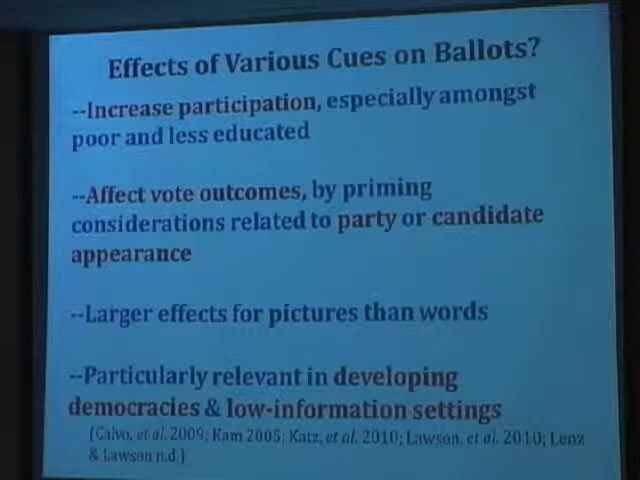 Effects of Various Cues on Ballots?
--Increase participation, especially amongst
poor and less educated
--Affect vote outcomes, by priming
considerations related to party or candidate
appearance
--Larger effects for pictures than words
--Particularly relevant in developing
democracies & low-information settings
(Calvo, et al. 2009; Kam 2005; Katz, et al. 2010; Lawson, et al. 2010; Lenz
& Lawson n.d.)